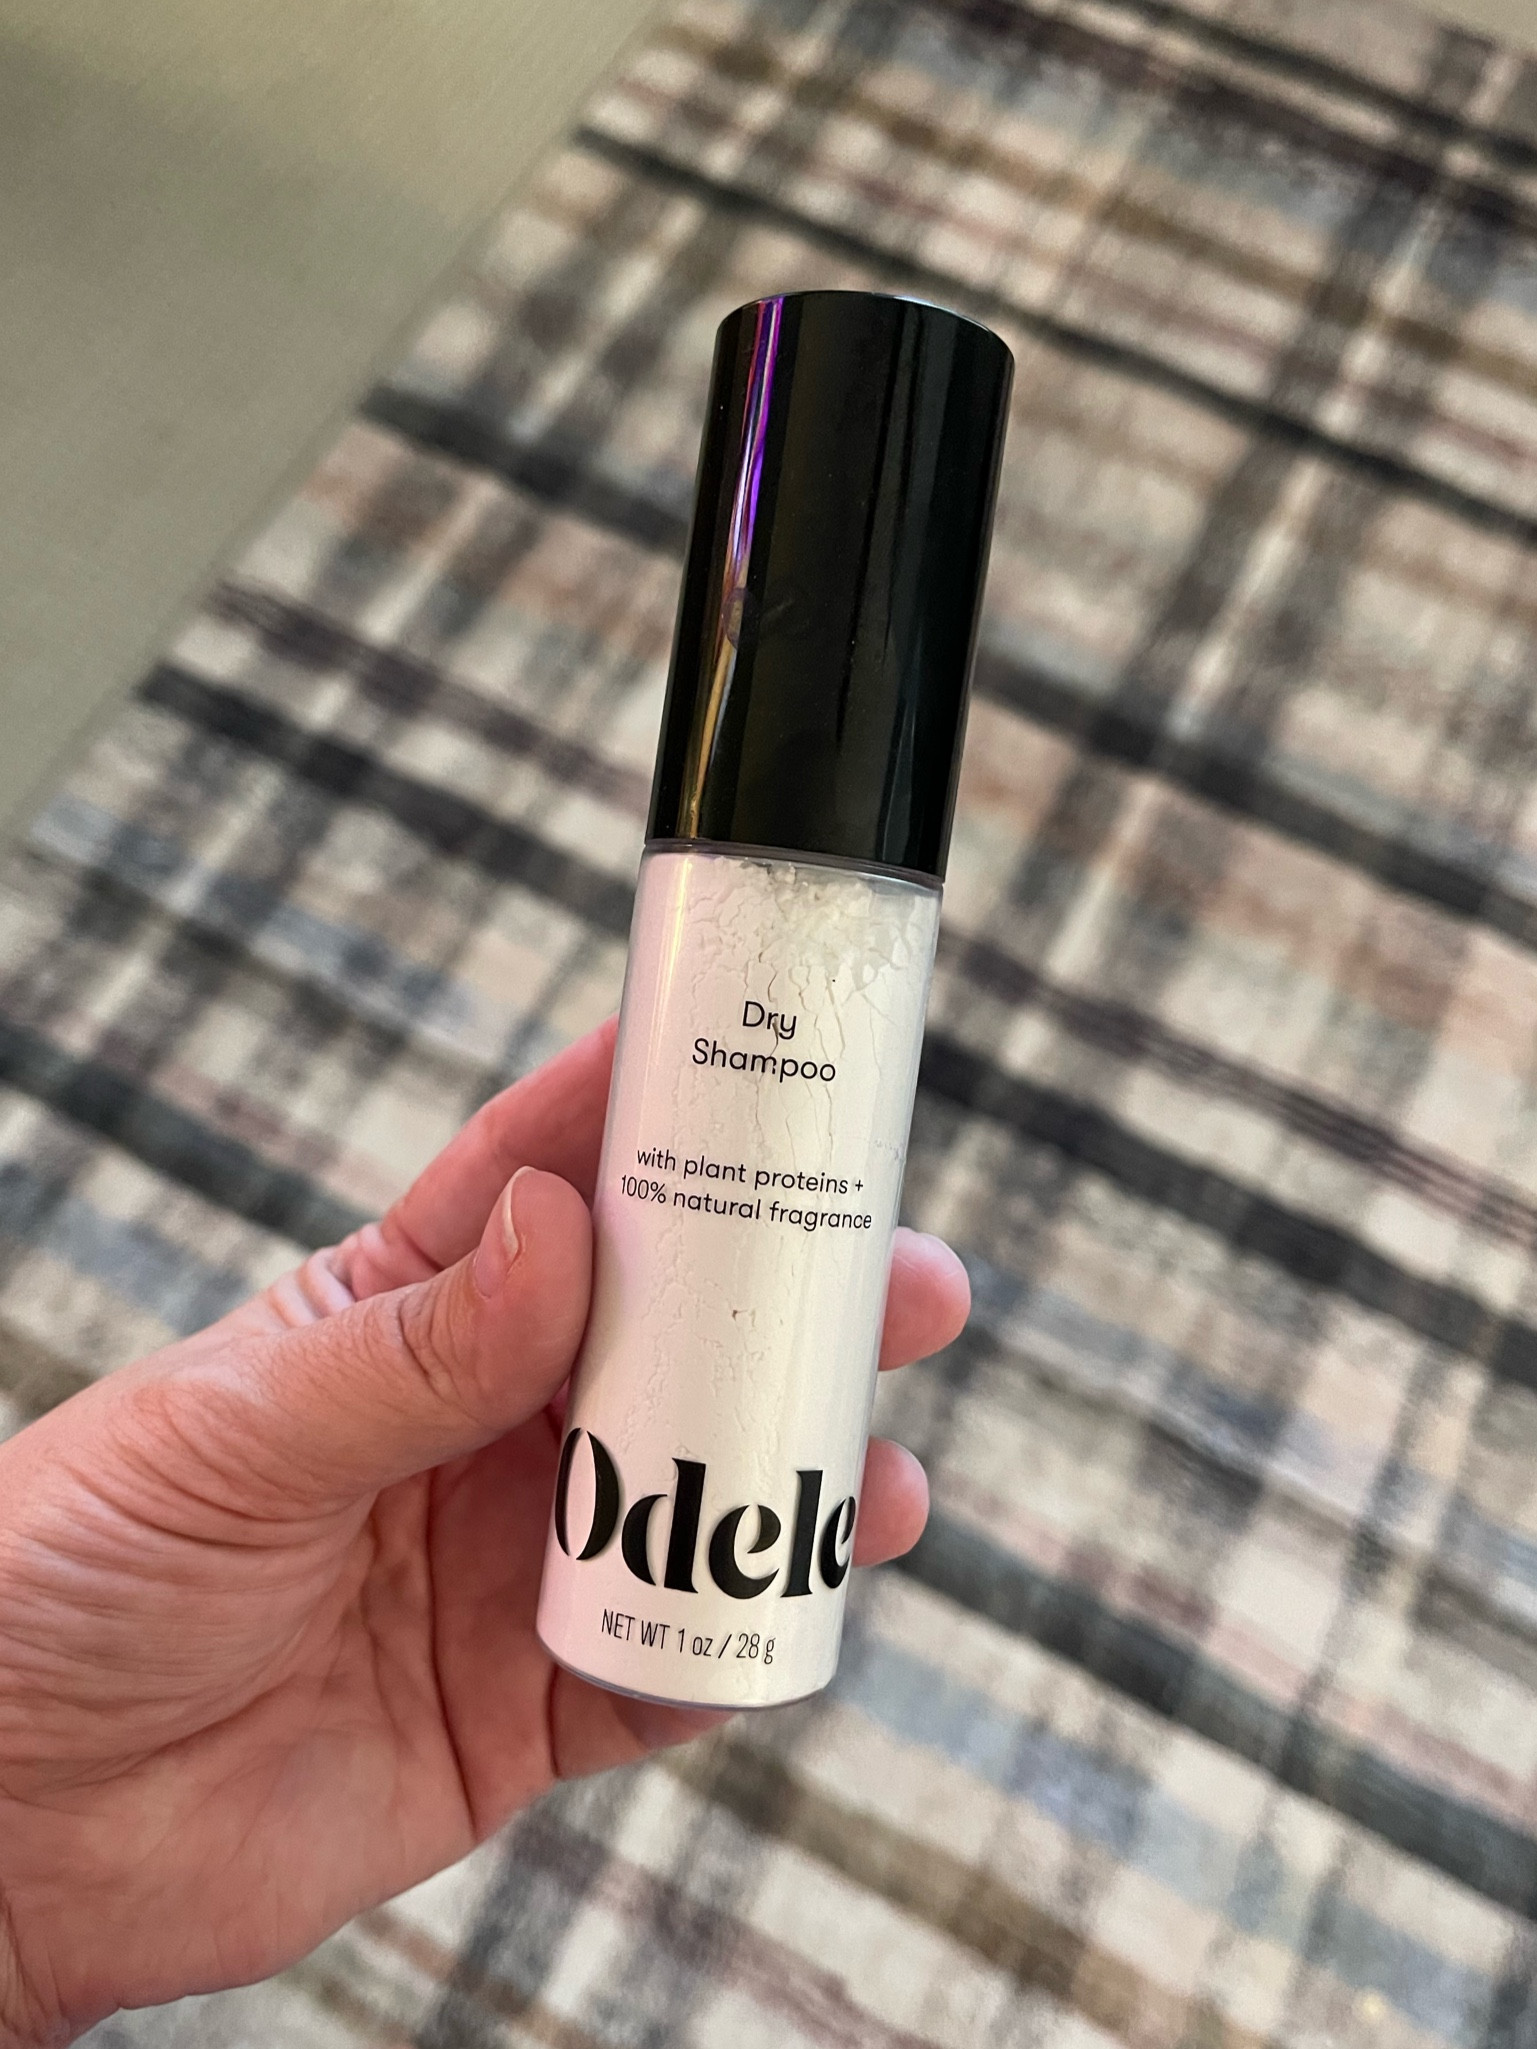 Dry
Shampoo
with plant proteins +
100% natural fragrance
Odele
NET WT 1 oz / 28 g